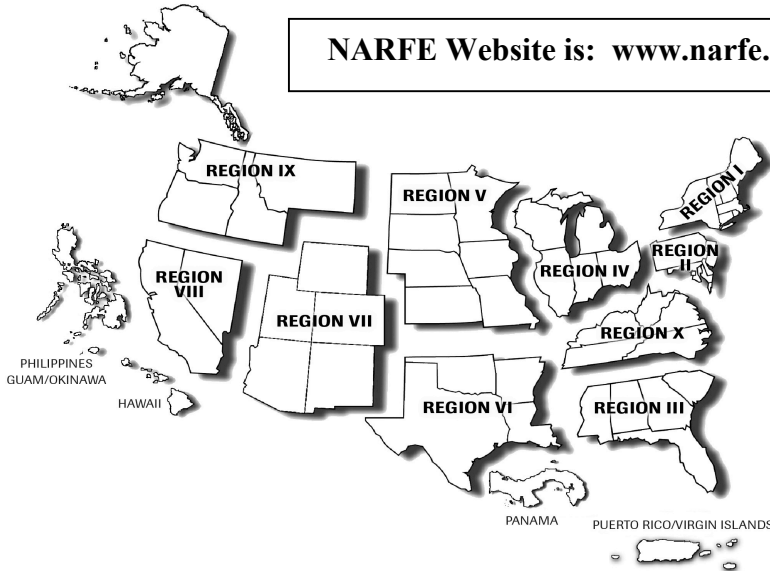 NARFE Website is: www.narfe.
REGION IX
REGION V
REGION I
REGION
II
REGION
VIII
REGION IV
REGION VII
REGION X
PHILIPPINES
GUAM/OKINAWA
HAWAII
REGION VI
REGION III
PANAMA
PUERTO RICO/VIRGIN ISLANDS